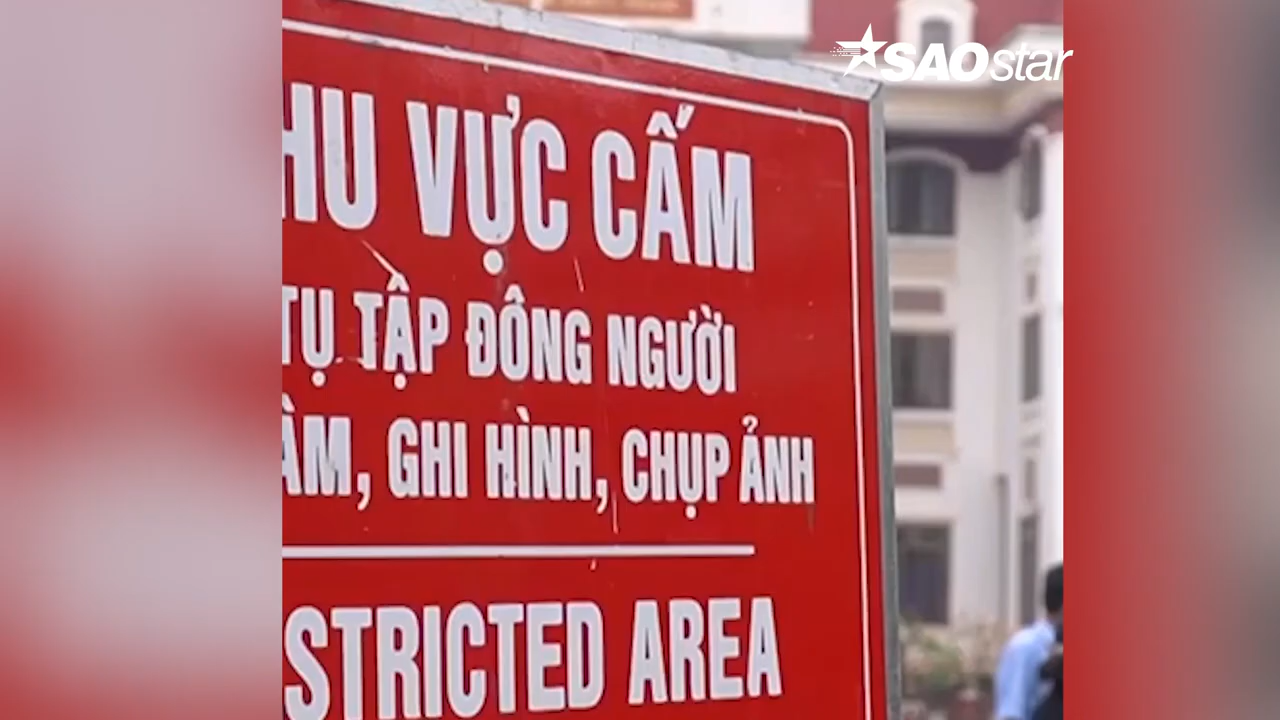 SAOstar
HU VỰC CẤM
TỤ TẬP ĐÔNG NGƯỜI
ÀM, GHI HÌNH, CHỤP ẢNH
STRICTED AREA